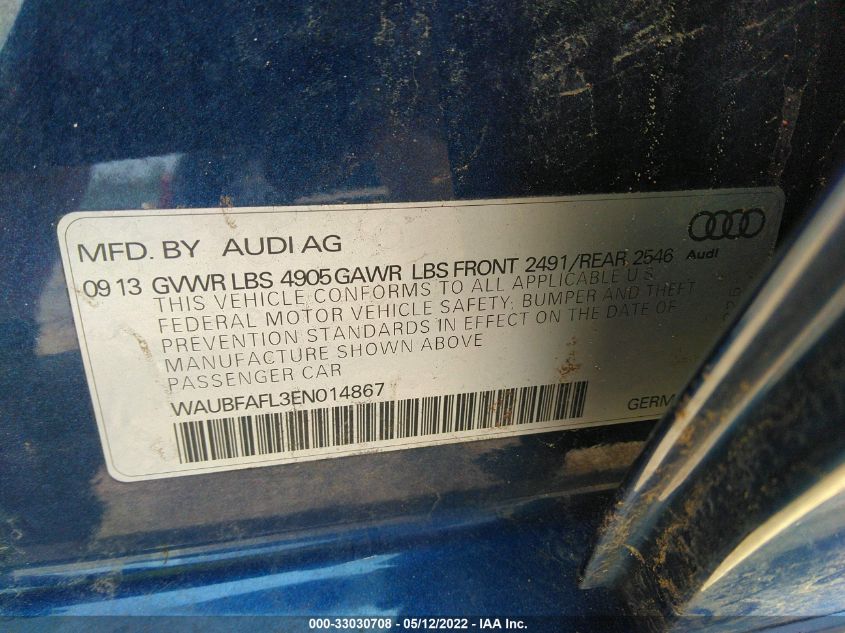 MFD. BY AUDI AG
Audi
09 13 GVWR LBS 4905 GAWR LBS FRONT 2491/REAR 2546
THIS VEHICLE CONFORMS TO ALL APPLICABLE U.S.
FEDERAL MOTOR VEHICLE SAFETY, BUMPER AND THEFT
PREVENTION STANDARDS IN EFFECT ON THE DATE OF
MANUFACTURE SHOWN ABOVE
PASSENGER CAR
WAUBFAFL3EN014867
GERM
000-33030708 - 05/12/2022 - IAA Inc.